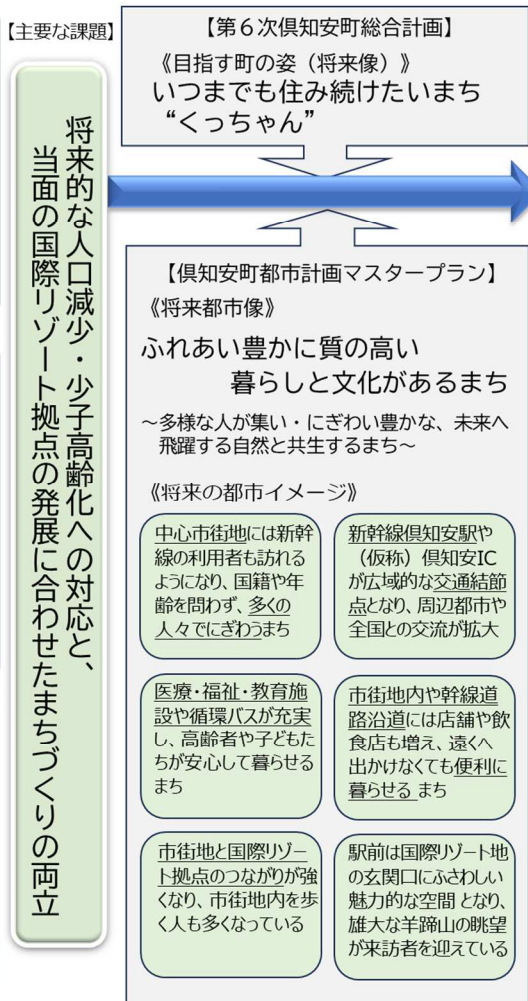 【主要な課題】
将来的な人口減少・少子高齢化への対応と、
当面の国際リゾート拠点の発展に合わせたまちづくりの両立
【第６次倶知安町総合計画】
《目指す町の姿（将来像）》
いつまでも住み続けたいまち
“くっちゃん”
【倶知安町都市計画マスタープラン】
《将来都市像》
ふれあい豊かに質の高い
暮らしと文化があるまち
～多様な人が集い・にぎわい豊かな、未来へ
飛躍する自然と共生するまち～
《将来の都市イメージ》
中心市街地には新幹
線の利用者も訪れる
ようになり、国籍や年
齢を問わず、多くの
人々でにぎわうまち
新幹線倶知安駅や
（仮称）倶知安IC
が広域的な交通結節
点となり、周辺都市や
全国との交流が拡大
医療・福祉・教育施
設や循環バスが充実
し、高齢者や子どもた
ちが安心して暮らせる
まち
市街地内や幹線道
路沿道には店舗や飲
食店も増え、遠くへ
出かけなくても便利に
暮らせる まち
市街地と国際リゾー
ト拠点のつながりが強
くなり、市街地内を歩
く人も多くなっている
駅前は国際リゾート地
の玄関口にふさわしい
魅力的な空間 となり、
雄大な羊蹄山の眺望
が来訪者を迎えている